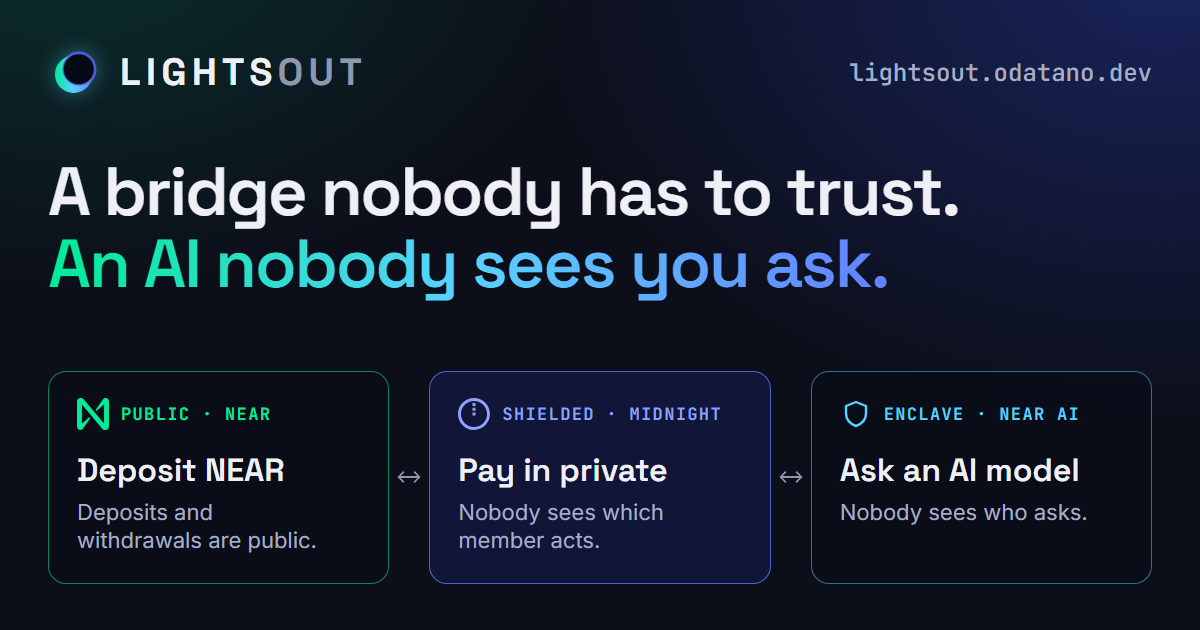 LIGHTSOUT
lightsout.odatano.dev
A bridge nobody has to trust.
An AI nobody sees you ask.
PUBLIC · NEAR
Deposit NEAR
Deposits and
withdrawals are public.
SHIELDED · MIDNIGHT
Pay in private
Nobody sees which
member acts.
ENCLAVE · NEAR AI
Ask an AI model
Nobody sees who asks.